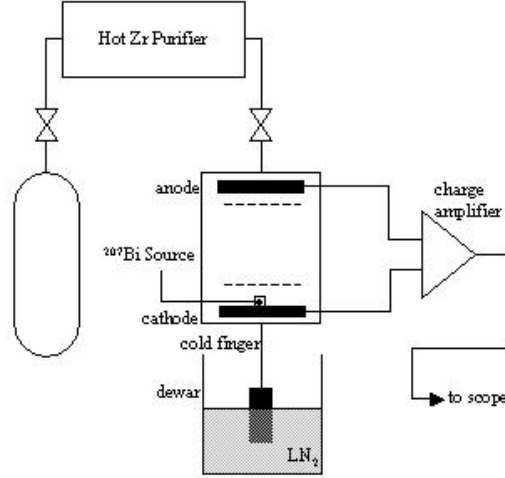 Hot Zr Purifier
anode
charge
amplifier
²⁰⁷Bi Source
cathode
cold finger
dewar
to scope
LN₂